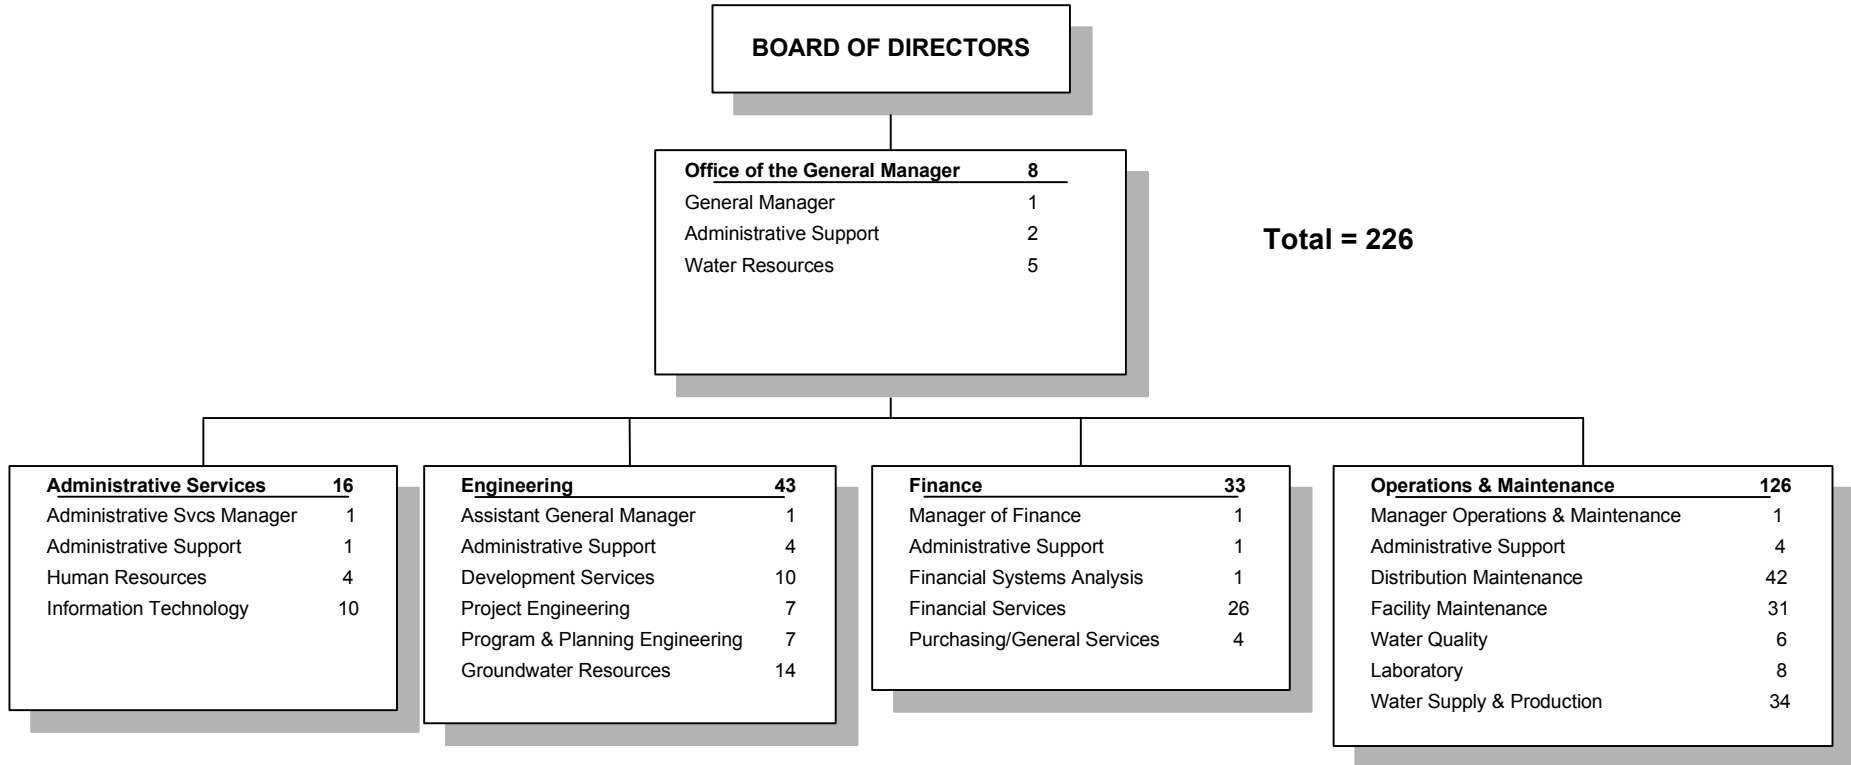 BOARD OF DIRECTORS
Office of the General Manager 8
General Manager 1
Administrative Support 2
Water Resources 5
Total = 226
Administrative Services 16
Administrative Svcs Manager 1
Administrative Support 1
Human Resources 4
Information Technology 10
Engineering 43
Assistant General Manager 1
Administrative Support 4
Development Services 10
Project Engineering 7
Program & Planning Engineering 7
Groundwater Resources 14
Finance 33
Manager of Finance 1
Administrative Support 1
Financial Systems Analysis 1
Financial Services 26
Purchasing/General Services 4
Operations & Maintenance 126
Manager Operations & Maintenance 1
Administrative Support 4
Distribution Maintenance 42
Facility Maintenance 31
Water Quality 6
Laboratory 8
Water Supply & Production 34